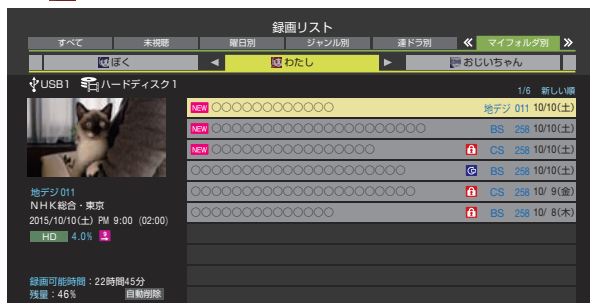 録画リスト
すべて 未視聴 曜日別 ジャンル別 連ドラ別 マイフォルダ別
ぼく わたし おじいちゃん
USB1 ハードディスク1
1/6 新しい順
NEW 〇〇〇〇〇〇〇〇〇〇〇〇 地デジ 011 10/10(土)
NEW 〇〇〇〇〇〇〇〇〇〇〇〇〇〇〇〇〇〇〇〇〇 BS 258 10/10(土)
NEW 〇〇〇〇〇〇〇〇〇〇〇〇〇〇〇〇 CS 258 10/10(土)
〇〇〇〇〇〇〇〇〇〇〇〇〇〇〇〇〇〇〇〇〇 BS 258 10/10(土)
〇〇〇〇〇〇〇〇〇〇〇〇〇〇〇〇〇〇〇〇〇〇 CS 258 10/ 9(金)
〇〇〇〇〇〇〇〇〇〇〇〇〇〇 BS 258 10/ 8(木)
地デジ011
NHK総合・東京
2015/10/10(土) PM 9:00 (02:00)
HD 4.0%
録画可能時間：22時間45分
残量：46% 自動削除